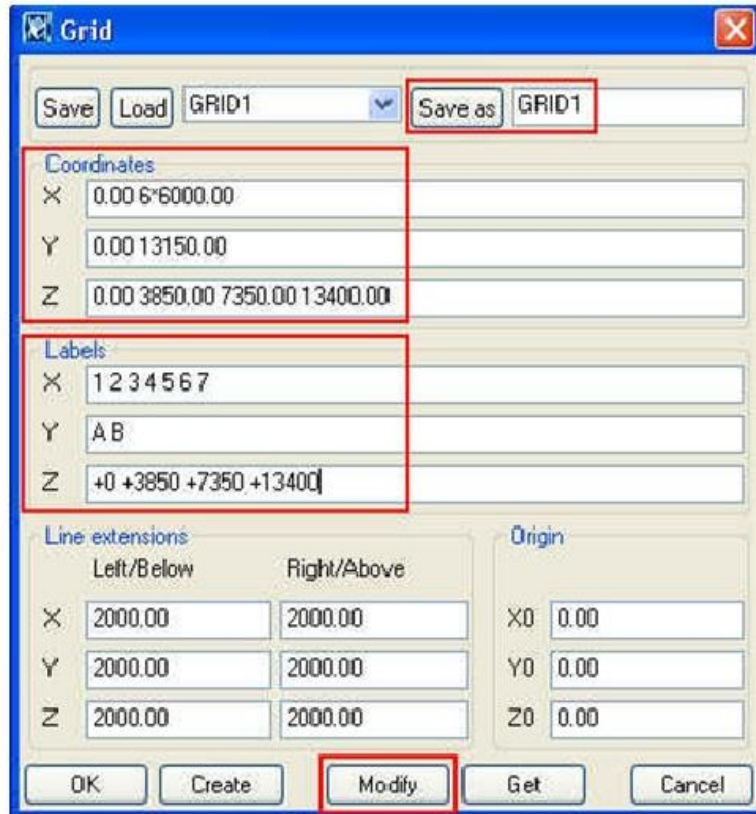 Grid
Save Load GRID1 Save as GRID1
Coordinates
X 0.00 6*6000.00
Y 0.00 13150.00
Z 0.00 3850.00 7350.00 13400.00
Labels
X 1 2 3 4 5 6 7
Y A B
Z +0 +3850 +7350 +13400
Line extensions Origin
Left/Below Right/Above
X 2000.00 2000.00 X0 0.00
Y 2000.00 2000.00 Y0 0.00
Z 2000.00 2000.00 Z0 0.00
OK Create Modify Get Cancel